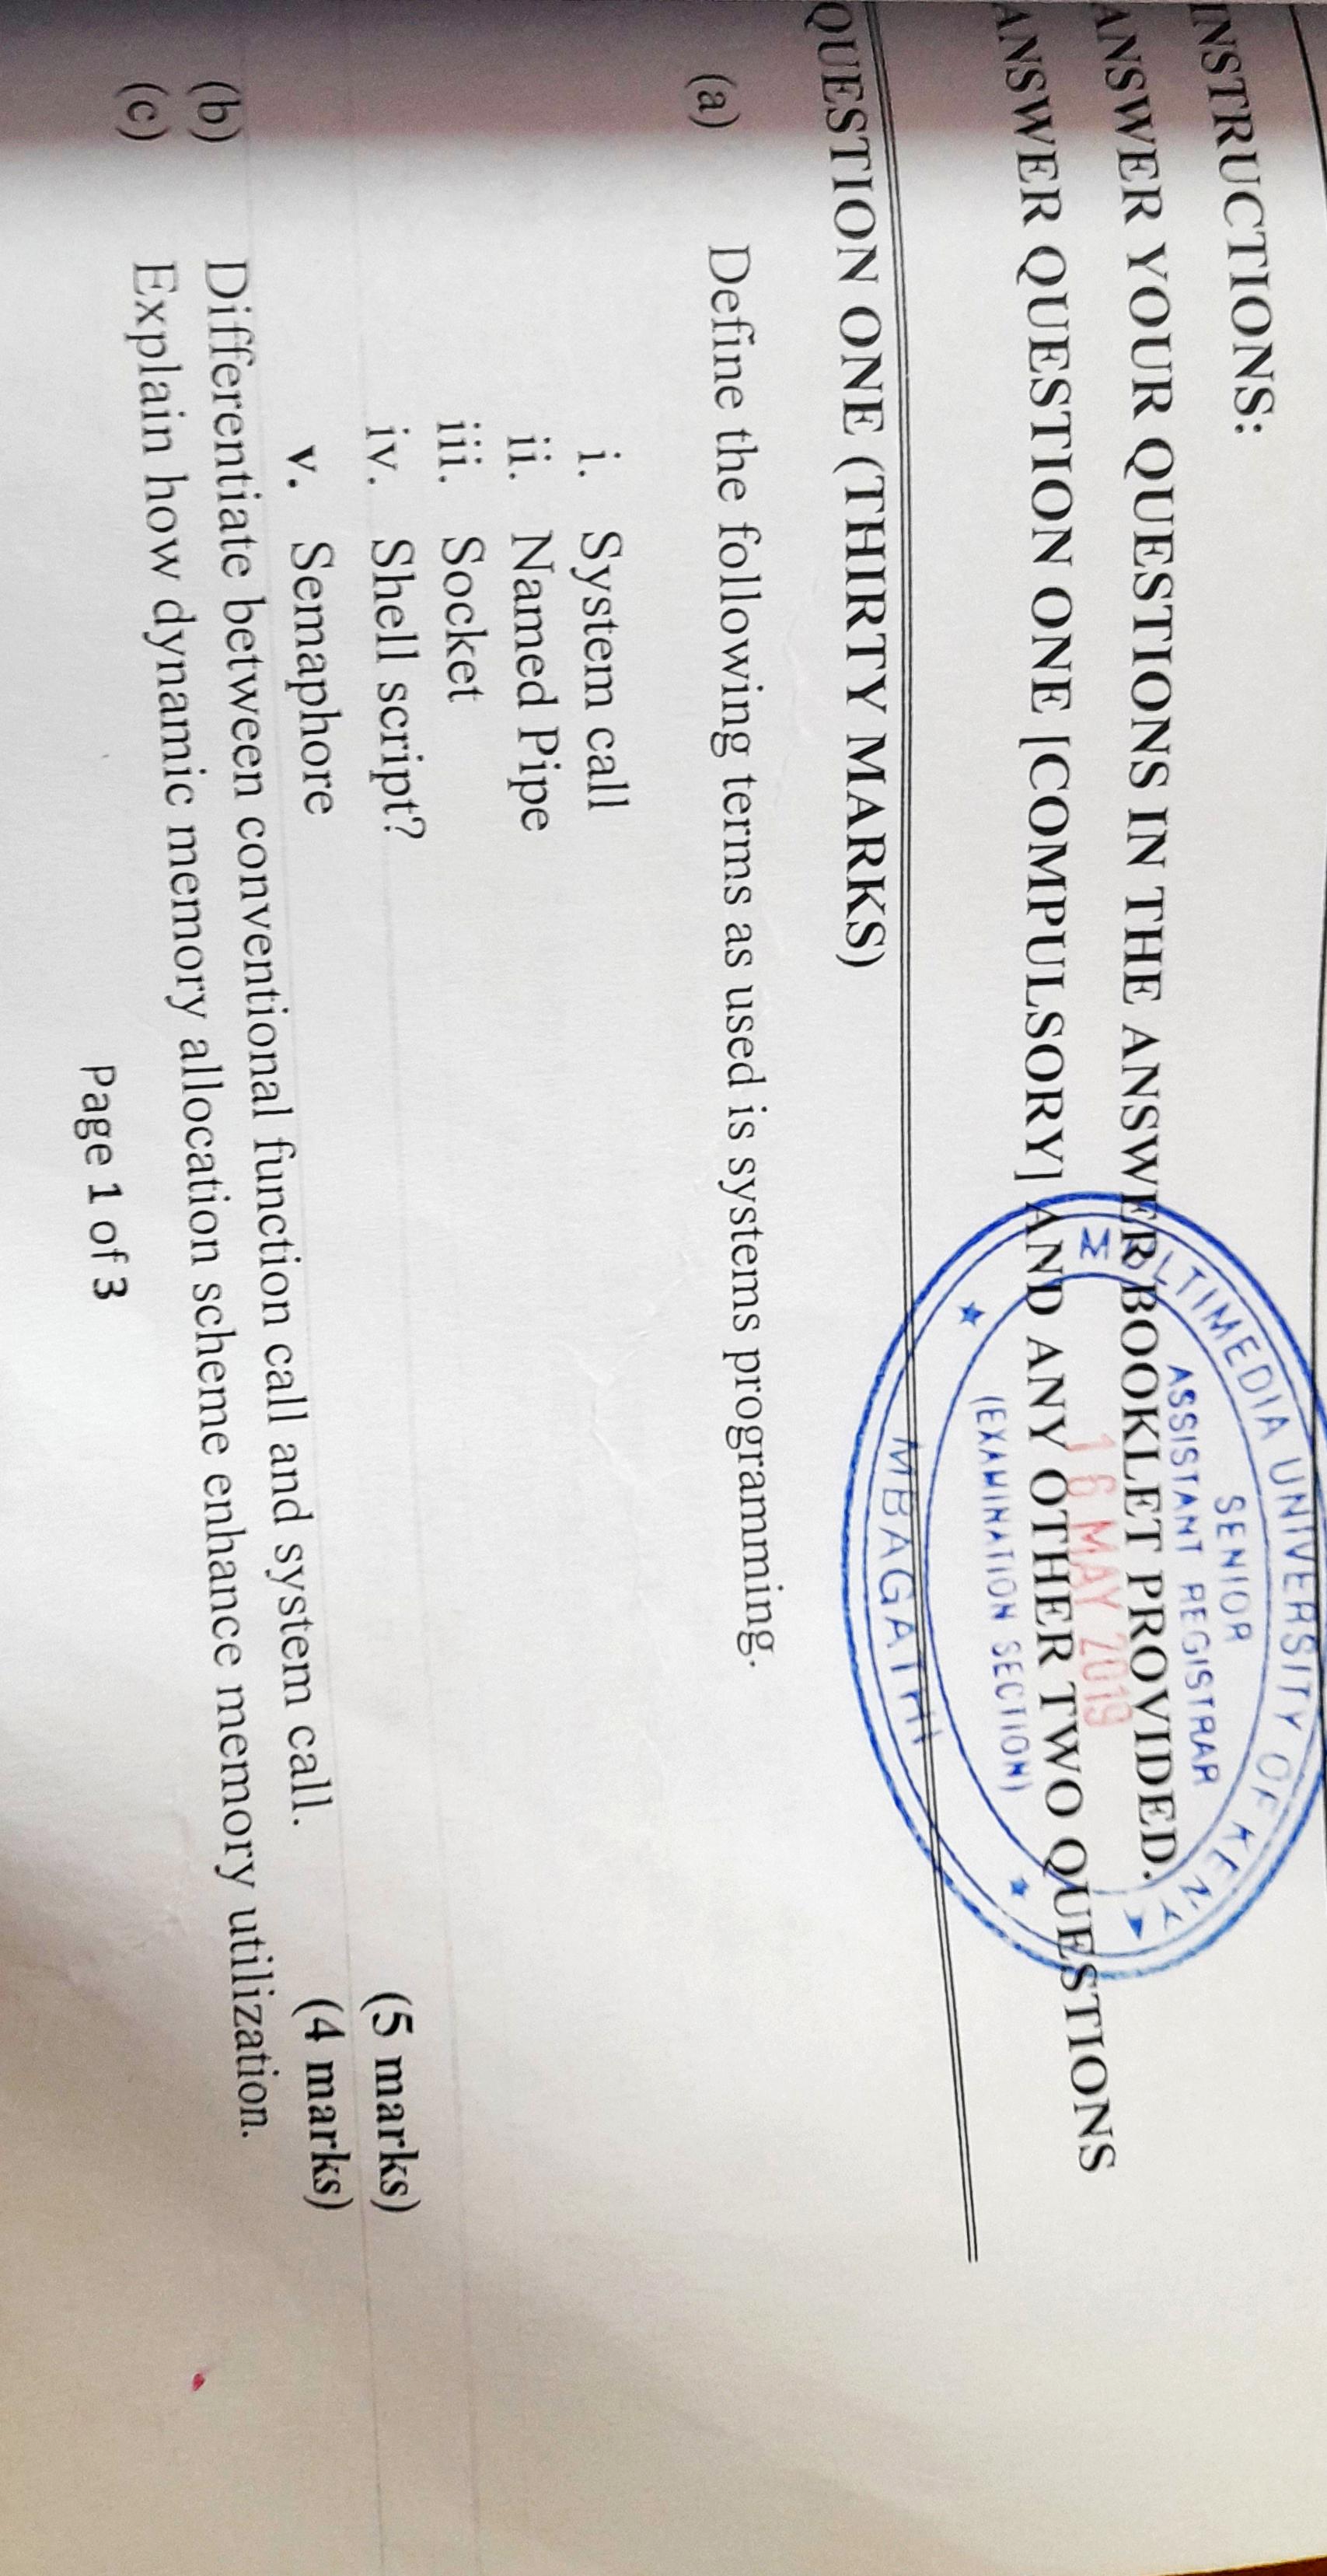 INSTRUCTIONS:
MULTIMEDIA UNIVERSITY OF KENYA
SENIOR
ASSISTANT REGISTRAR
ANSWER YOUR QUESTIONS IN THE ANSWER BOOKLET PROVIDED.
16 MAY 2019
ANSWER QUESTION ONE [COMPULSORY] AND ANY OTHER TWO QUESTIONS
(EXAMINATION SECTION)
MBAGATHI
QUESTION ONE (THIRTY MARKS)
(a) Define the following terms as used is systems programming.
i. System call
ii. Named Pipe
iii. Socket
iv. Shell script?
v. Semaphore (5 marks)
(b) Differentiate between conventional function call and system call. (4 marks)
(c) Explain how dynamic memory allocation scheme enhance memory utilization.
Page 1 of 3